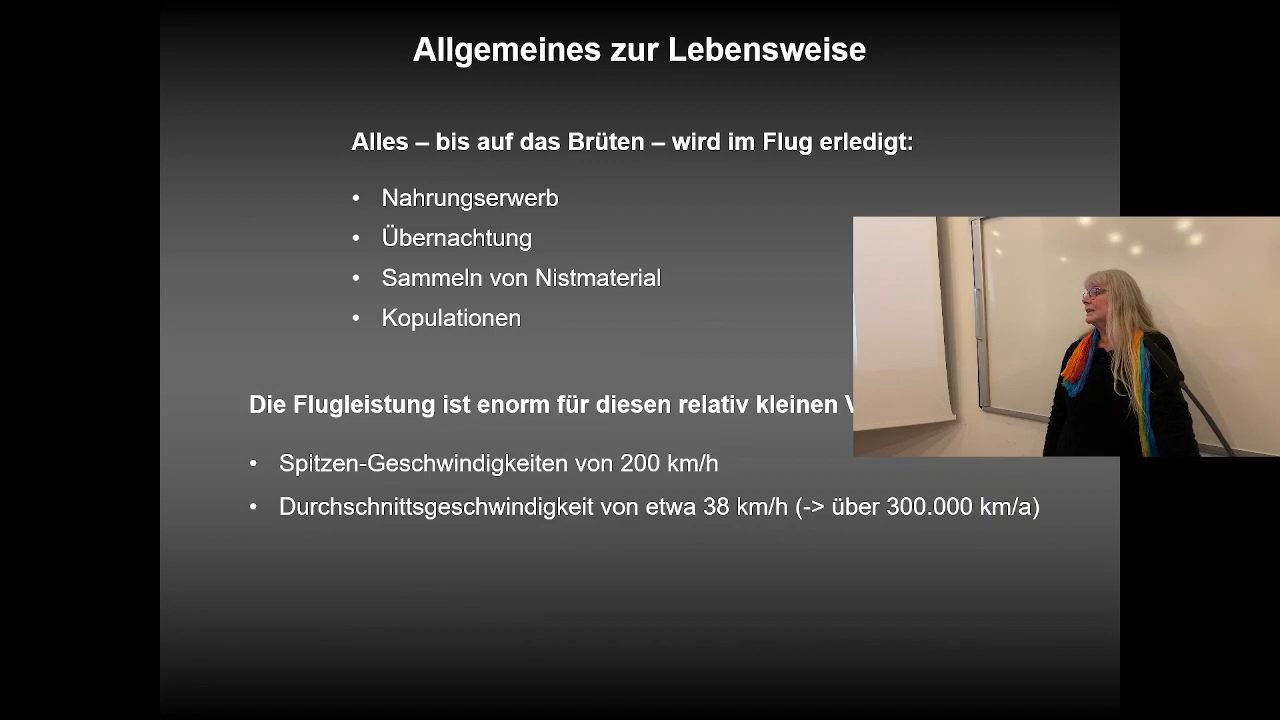 Allgemeines zur Lebensweise
Alles – bis auf das Brüten – wird im Flug erledigt:
• Nahrungserwerb
• Übernachtung
• Sammeln von Nistmaterial
• Kopulationen
Die Flugleistung ist enorm für diesen relativ kleinen
• Spitzen-Geschwindigkeiten von 200 km/h
• Durchschnittsgeschwindigkeit von etwa 38 km/h (-> über 300.000 km/a)